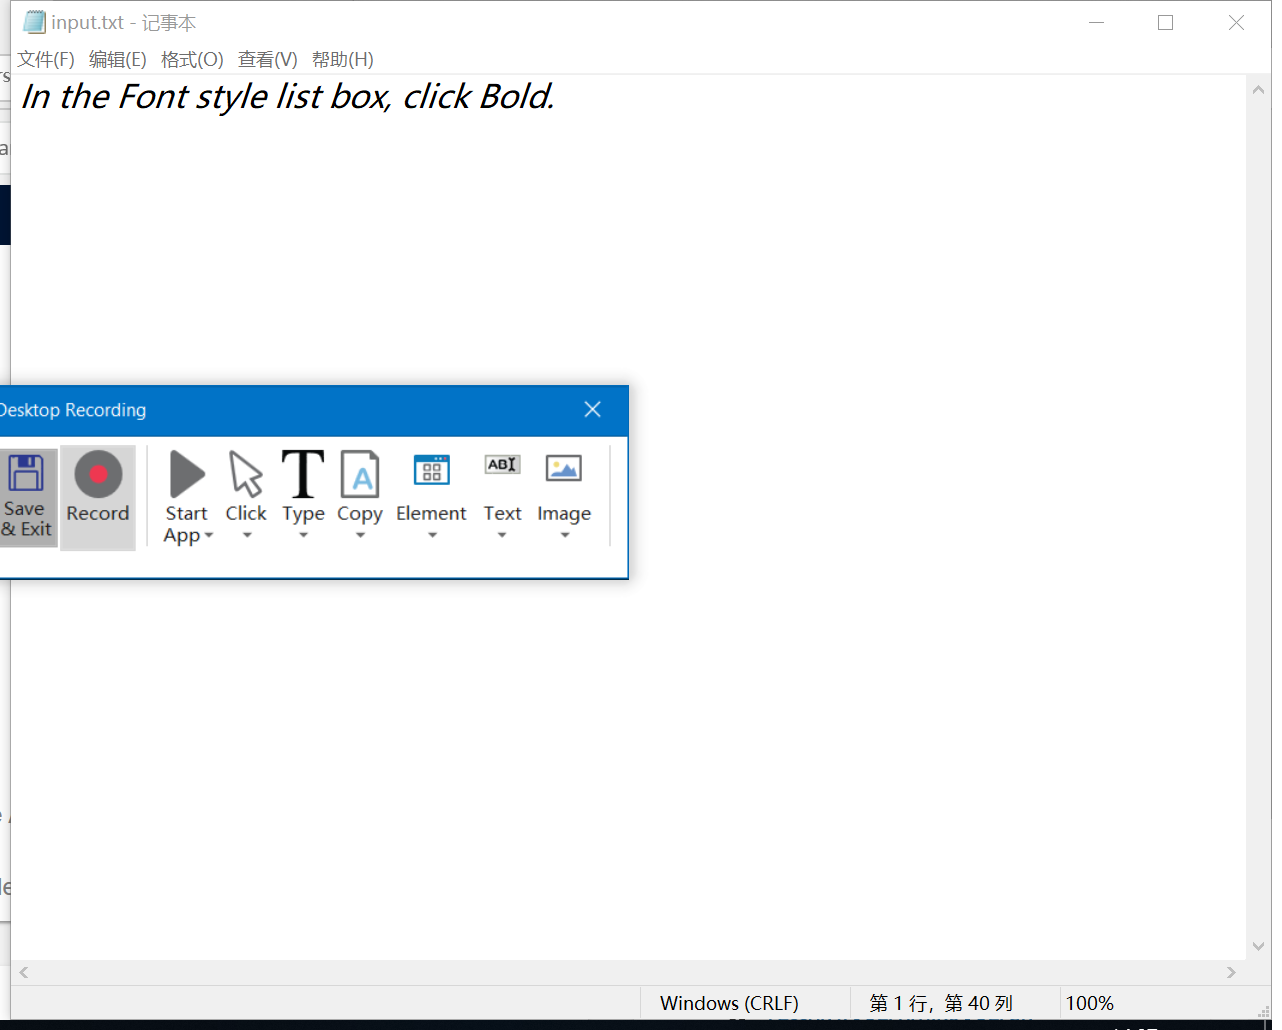 input.txt - 记事本
文件(F) 编辑(E) 格式(O) 查看(V) 帮助(H)
In the Font style list box, click Bold.
Desktop Recording
Save & Exit
Record
Start App
Click
Type
Copy
Element
Text
Image
Windows (CRLF)
第 1 行，第 40 列
100%